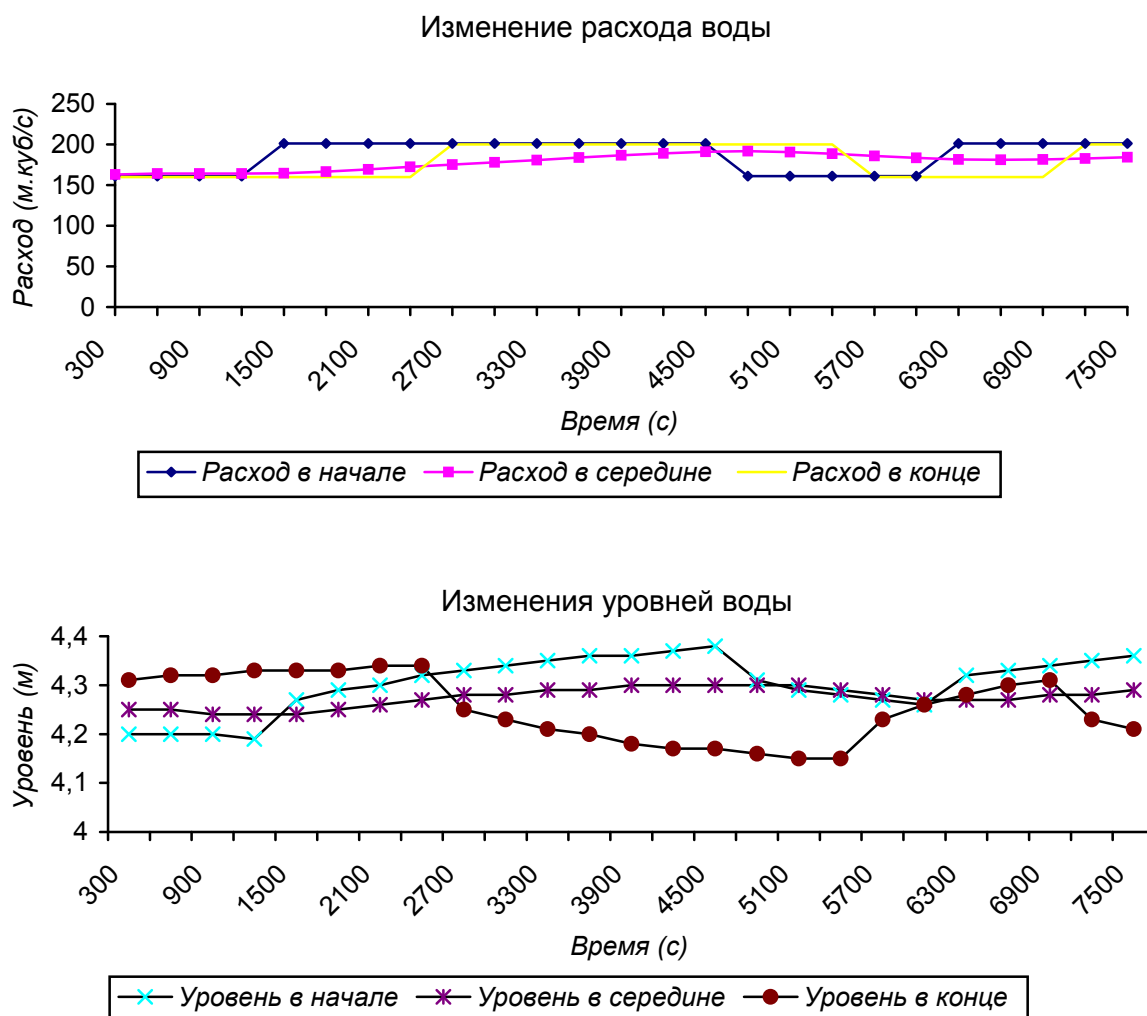 Изменение расхода воды
Расход (м.куб/с)
250
200
150
100
50
0
300 900 1500 2100 2700 3300 3900 4500 5100 5700 6300 6900 7500
Время (с)
Расход в начале Расход в середине Расход в конце
Изменения уровней воды
Уровень (м)
4,4
4,3
4,2
4,1
4
300 900 1500 2100 2700 3300 3900 4500 5100 5700 6300 6900 7500
Время (с)
Уровень в начале Уровень в середине Уровень в конце